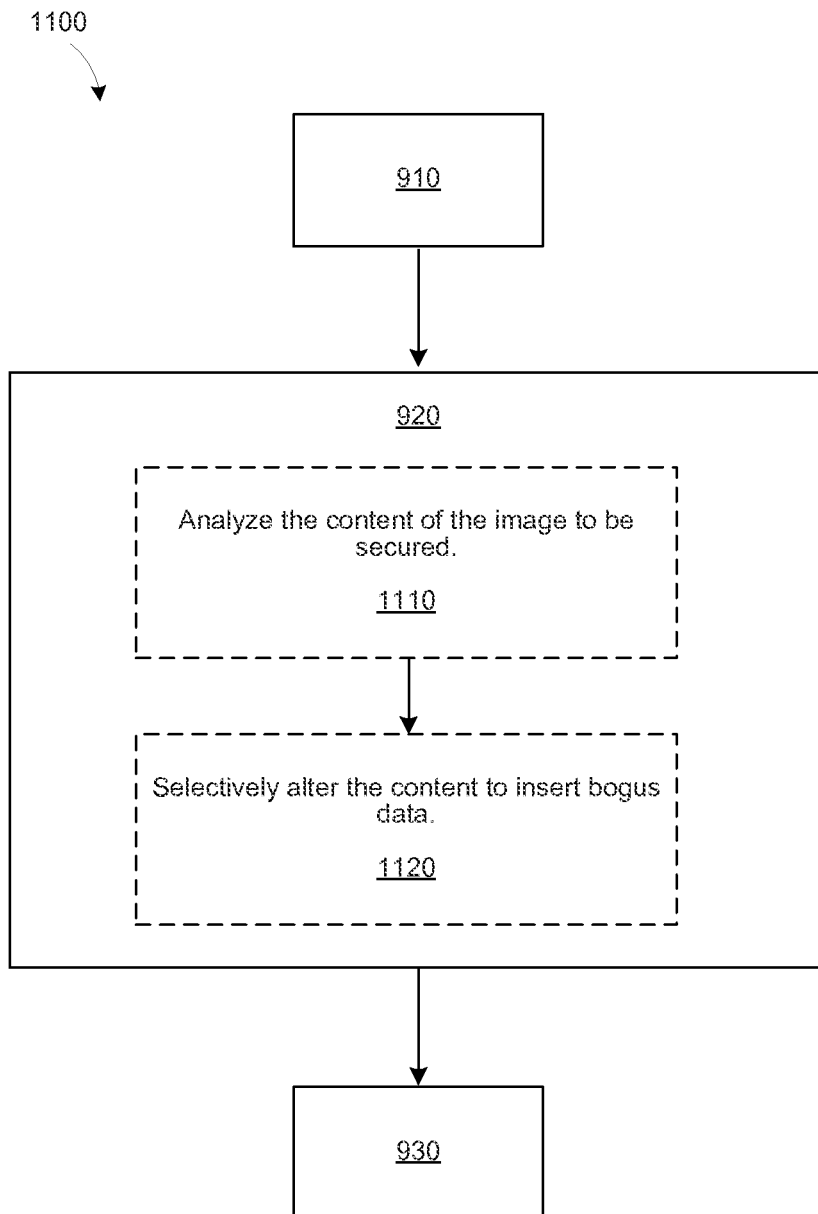 1100
910
920
Analyze the content of the image to be
secured.
1110
Selectively alter the content to insert bogus
data.
1120
930